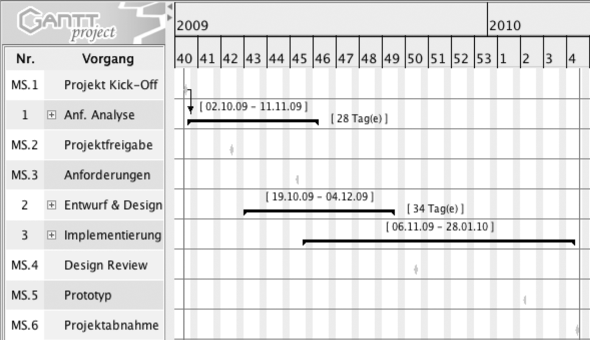 GANTT
project
2009
2010
Nr.
Vorgang
40 41 42 43 44 45 46 47 48 49 50 51 52 53 1 2 3 4
MS.1 Projekt Kick-Off
1 Anf. Analyse [ 02.10.09 - 11.11.09 ] [ 28 Tag(e) ]
MS.2 Projektfreigabe
MS.3 Anforderungen
2 Entwurf & Design [ 19.10.09 - 04.12.09 ] [ 34 Tag(e) ]
3 Implementierung [ 06.11.09 - 28.01.10 ]
MS.4 Design Review
MS.5 Prototyp
MS.6 Projektabnahme